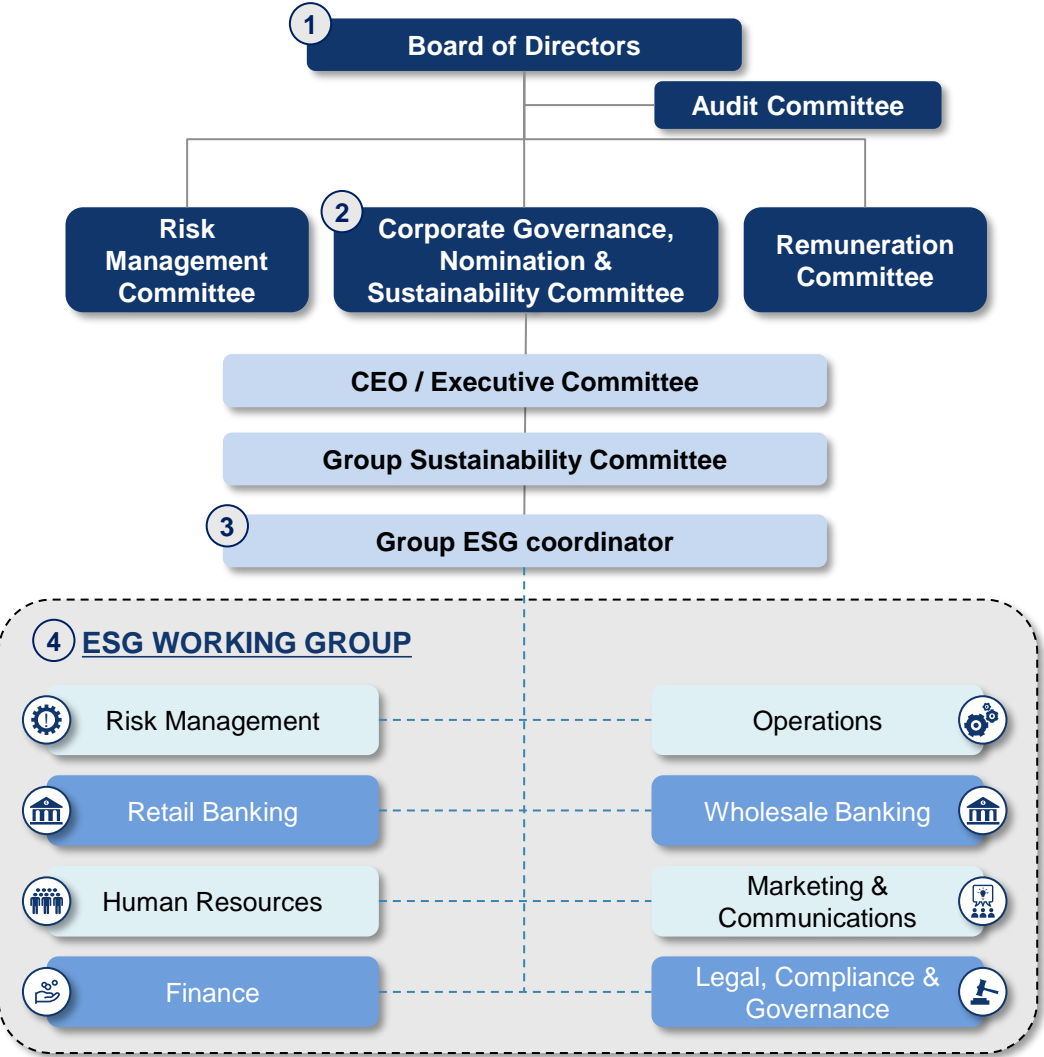 1
Board of Directors
Audit Committee
Risk
Management
Committee
2
Corporate Governance,
Nomination &
Sustainability Committee
Remuneration
Committee
CEO / Executive Committee
Group Sustainability Committee
3
Group ESG coordinator
4 ESG WORKING GROUP
Risk Management
Operations
Retail Banking
Wholesale Banking
Human Resources
Marketing &
Communications
Finance
Legal, Compliance &
Governance